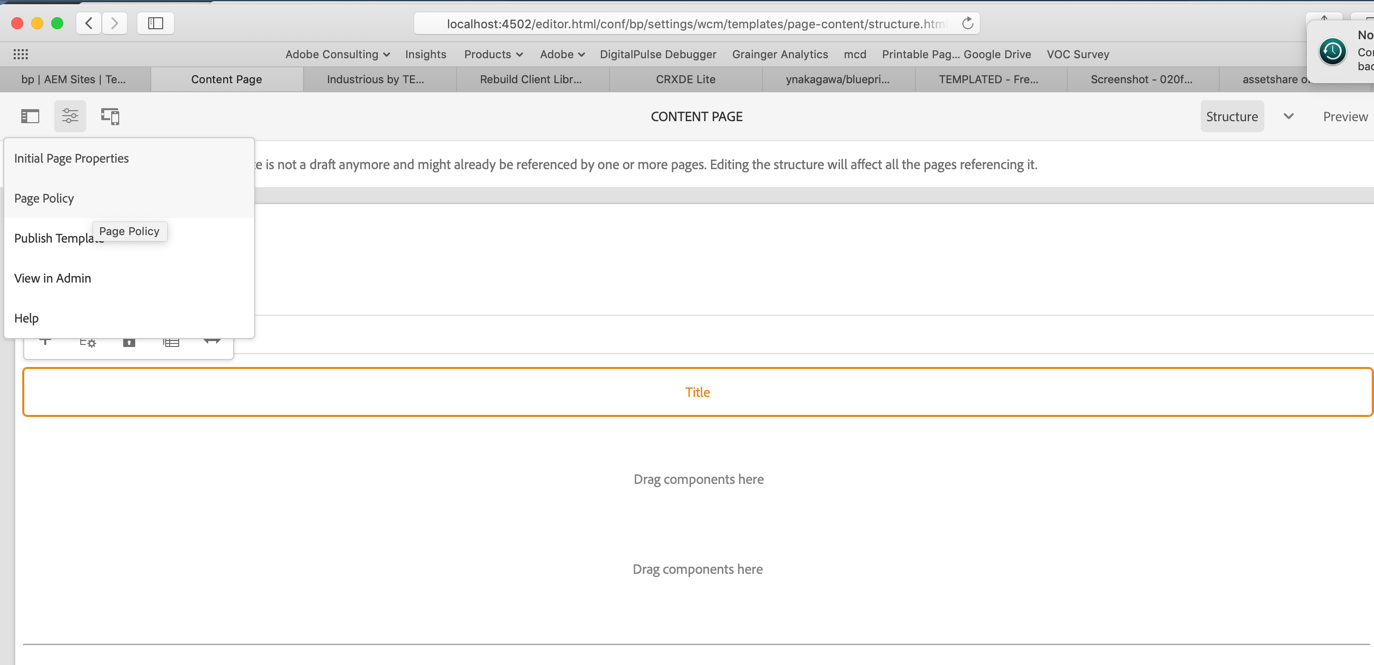 localhost:4502/editor.html/conf/bp/settings/wcm/templates/page-content/structure.html
No
Co
bac
Adobe Consulting Insights Products Adobe DigitalPulse Debugger Grainger Analytics mcd Printable Pag... Google Drive VOC Survey
bp | AEM Sites | Te... Content Page Industrious by TE... Rebuild Client Libr... CRXDE Lite ynakagawa/bluepri... TEMPLATED - Fre... Screenshot - 020f... assetshare
CONTENT PAGE
Structure
Preview
Initial Page Properties
e is not a draft anymore and might already be referenced by one or more pages. Editing the structure will affect all the pages referencing it.
Page Policy
Page Policy
Publish Template
View in Admin
Help
Title
Drag components here
Drag components here